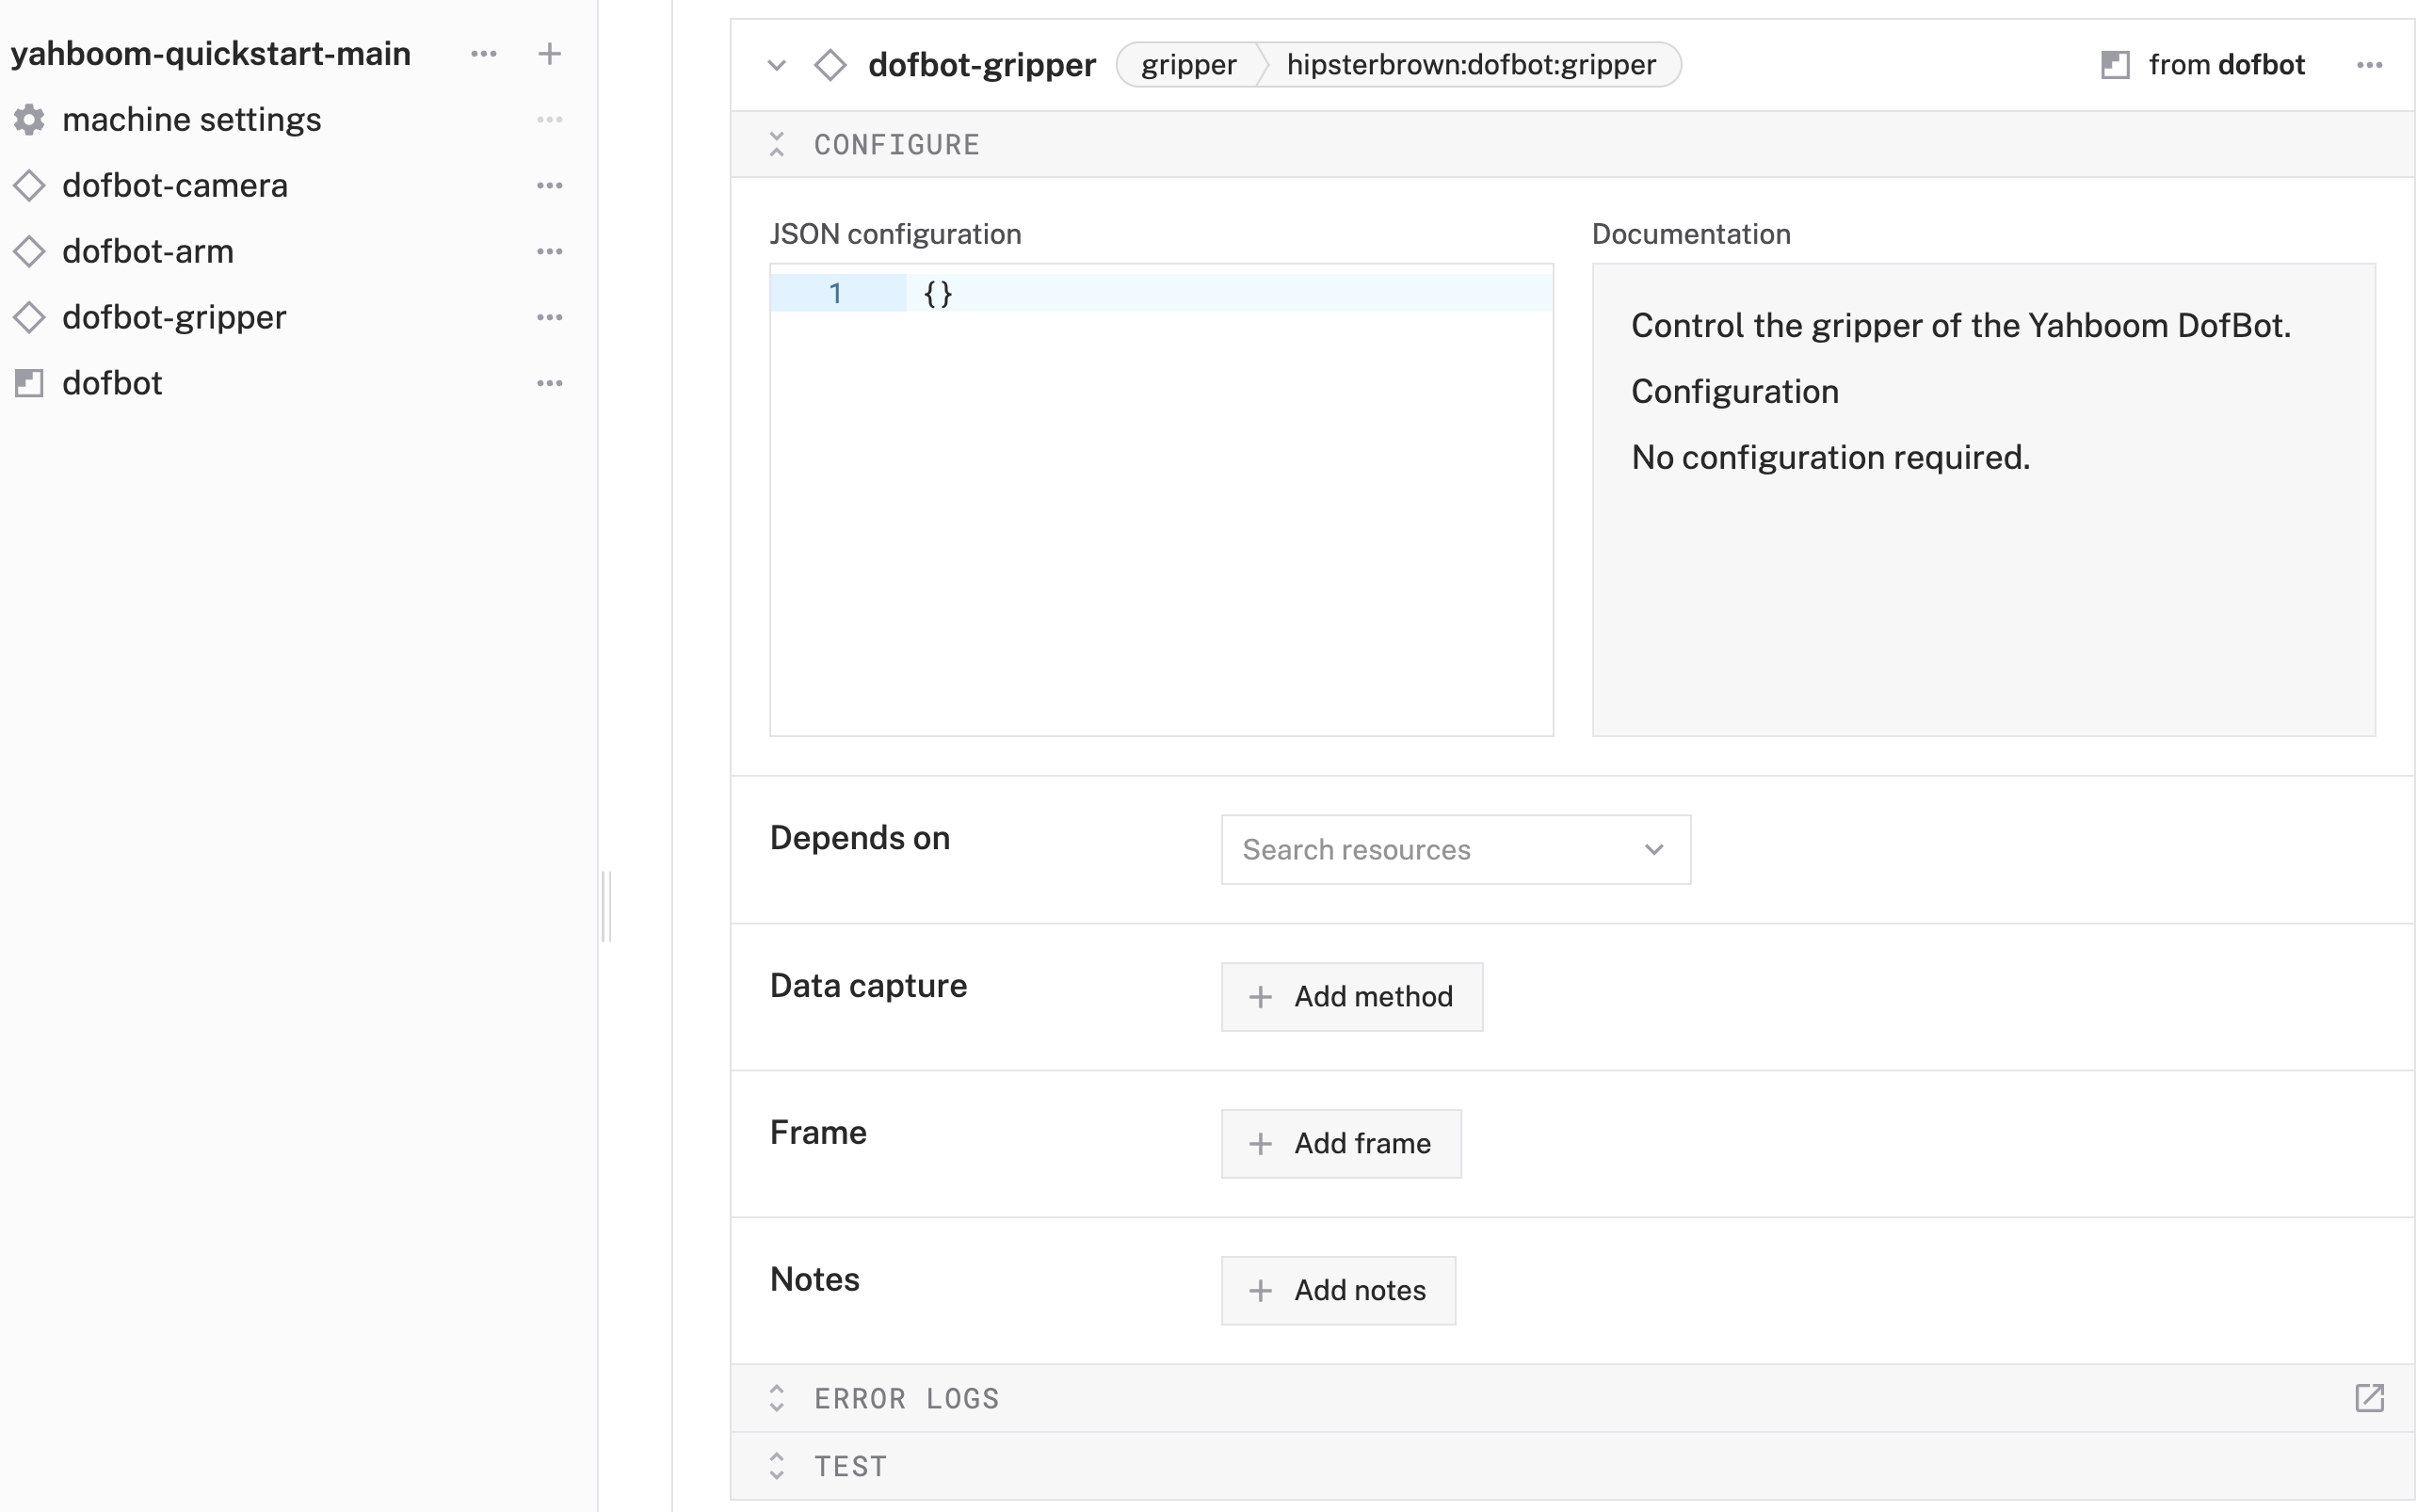 yahboom-quickstart-main
machine settings
dofbot-camera
dofbot-arm
dofbot-gripper
dofbot
dofbot-gripper gripper hipsterbrown:dofbot:gripper from dofbot
CONFIGURE
JSON configuration
1 {}
Documentation
Control the gripper of the Yahboom DofBot.
Configuration
No configuration required.
Depends on Search resources
Data capture Add method
Frame Add frame
Notes Add notes
ERROR LOGS
TEST